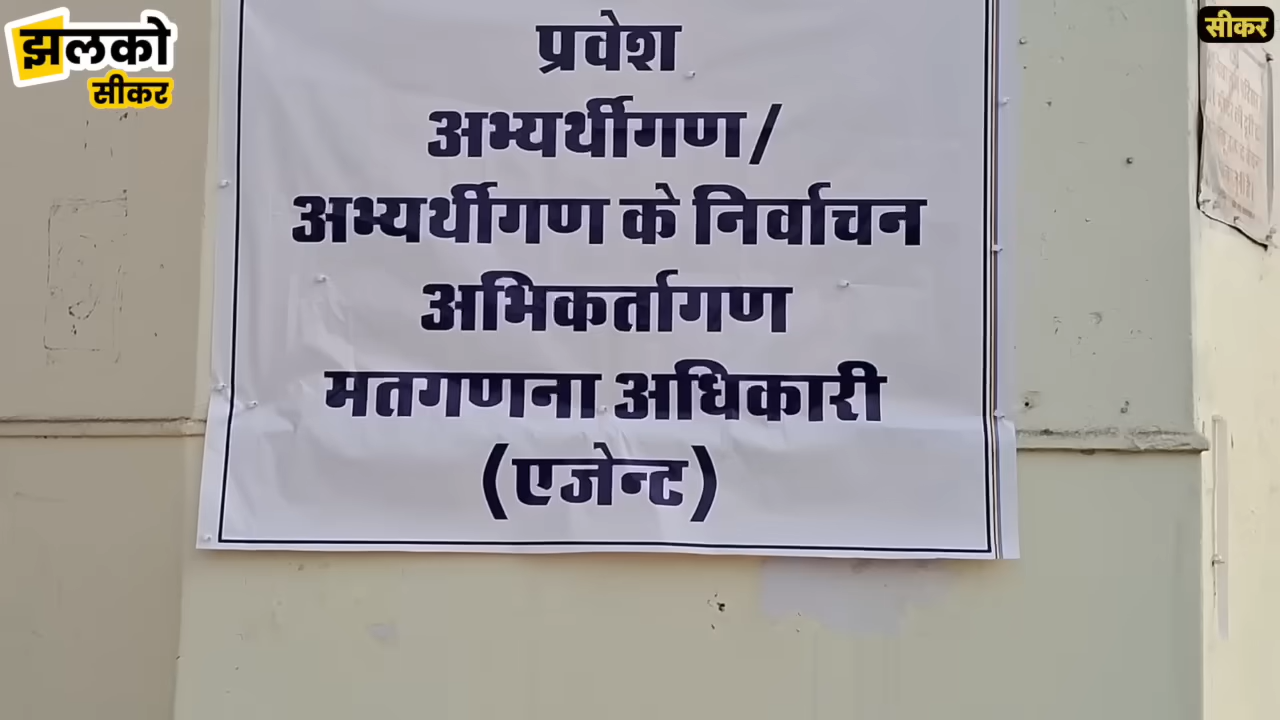 झलको
सीकर
सीकर
प्रवेश
अभ्यर्थीगण/
अभ्यर्थीगण के निर्वाचन
अभिकर्तागण
मतगणना अधिकारी
(एजेन्ट)